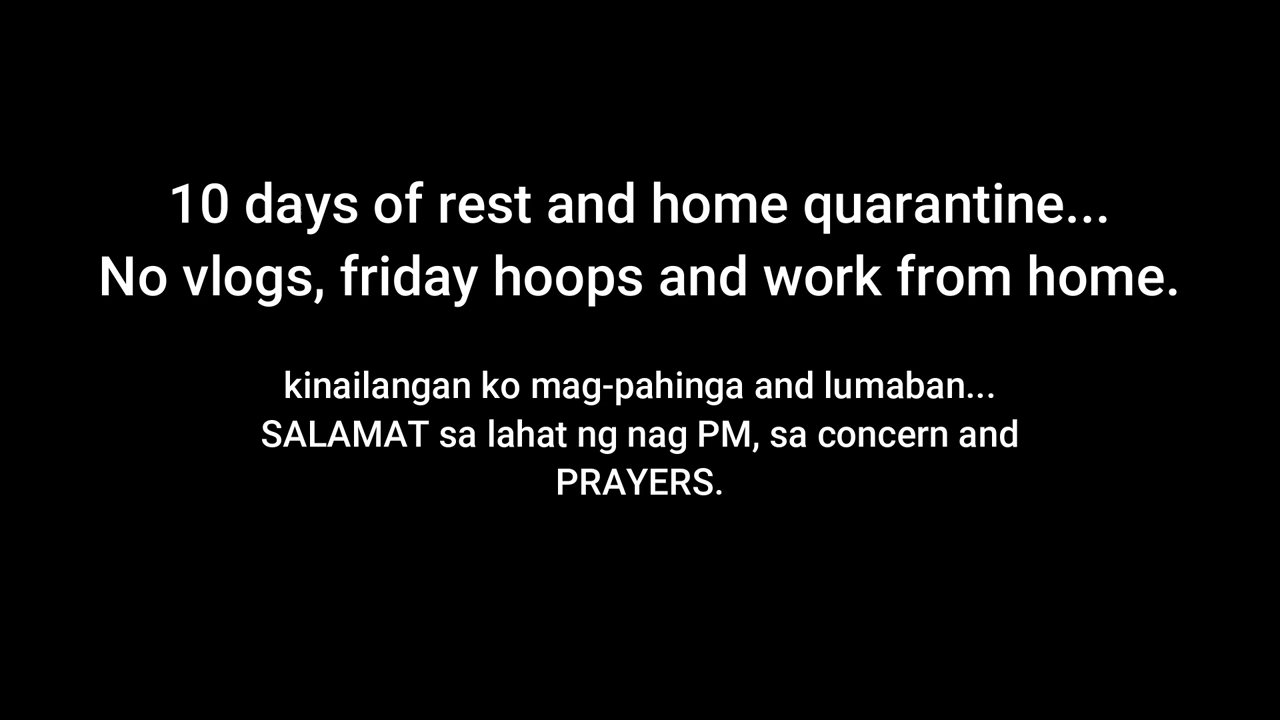 10 days of rest and home quarantine...
No vlogs, friday hoops and work from home.
kinailangan ko mag-pahinga and lumaban...
SALAMAT sa lahat ng nag PM, sa concern and
PRAYERS.